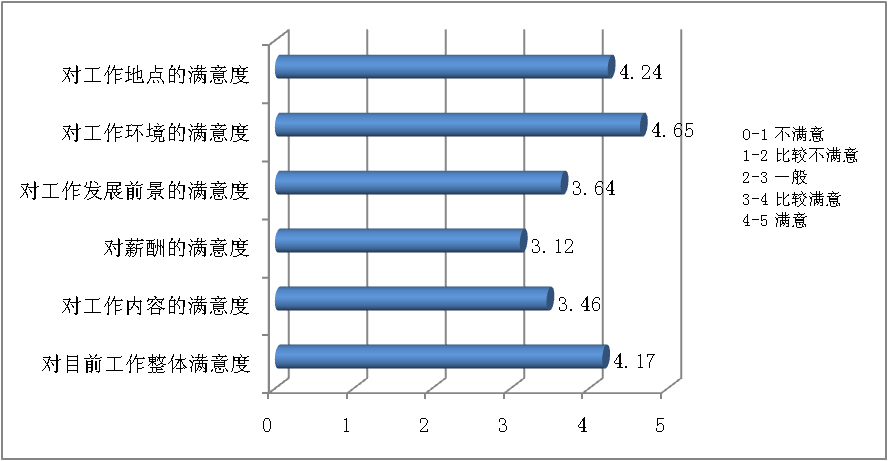 对工作地点的满意度
4.24
对工作环境的满意度
4.65
对工作发展前景的满意度
3.64
对薪酬的满意度
3.12
对工作内容的满意度
3.46
对目前工作整体满意度
4.17
0 1 2 3 4 5
0-1 不满意
1-2 比较不满意
2-3 一般
3-4 比较满意
4-5 满意